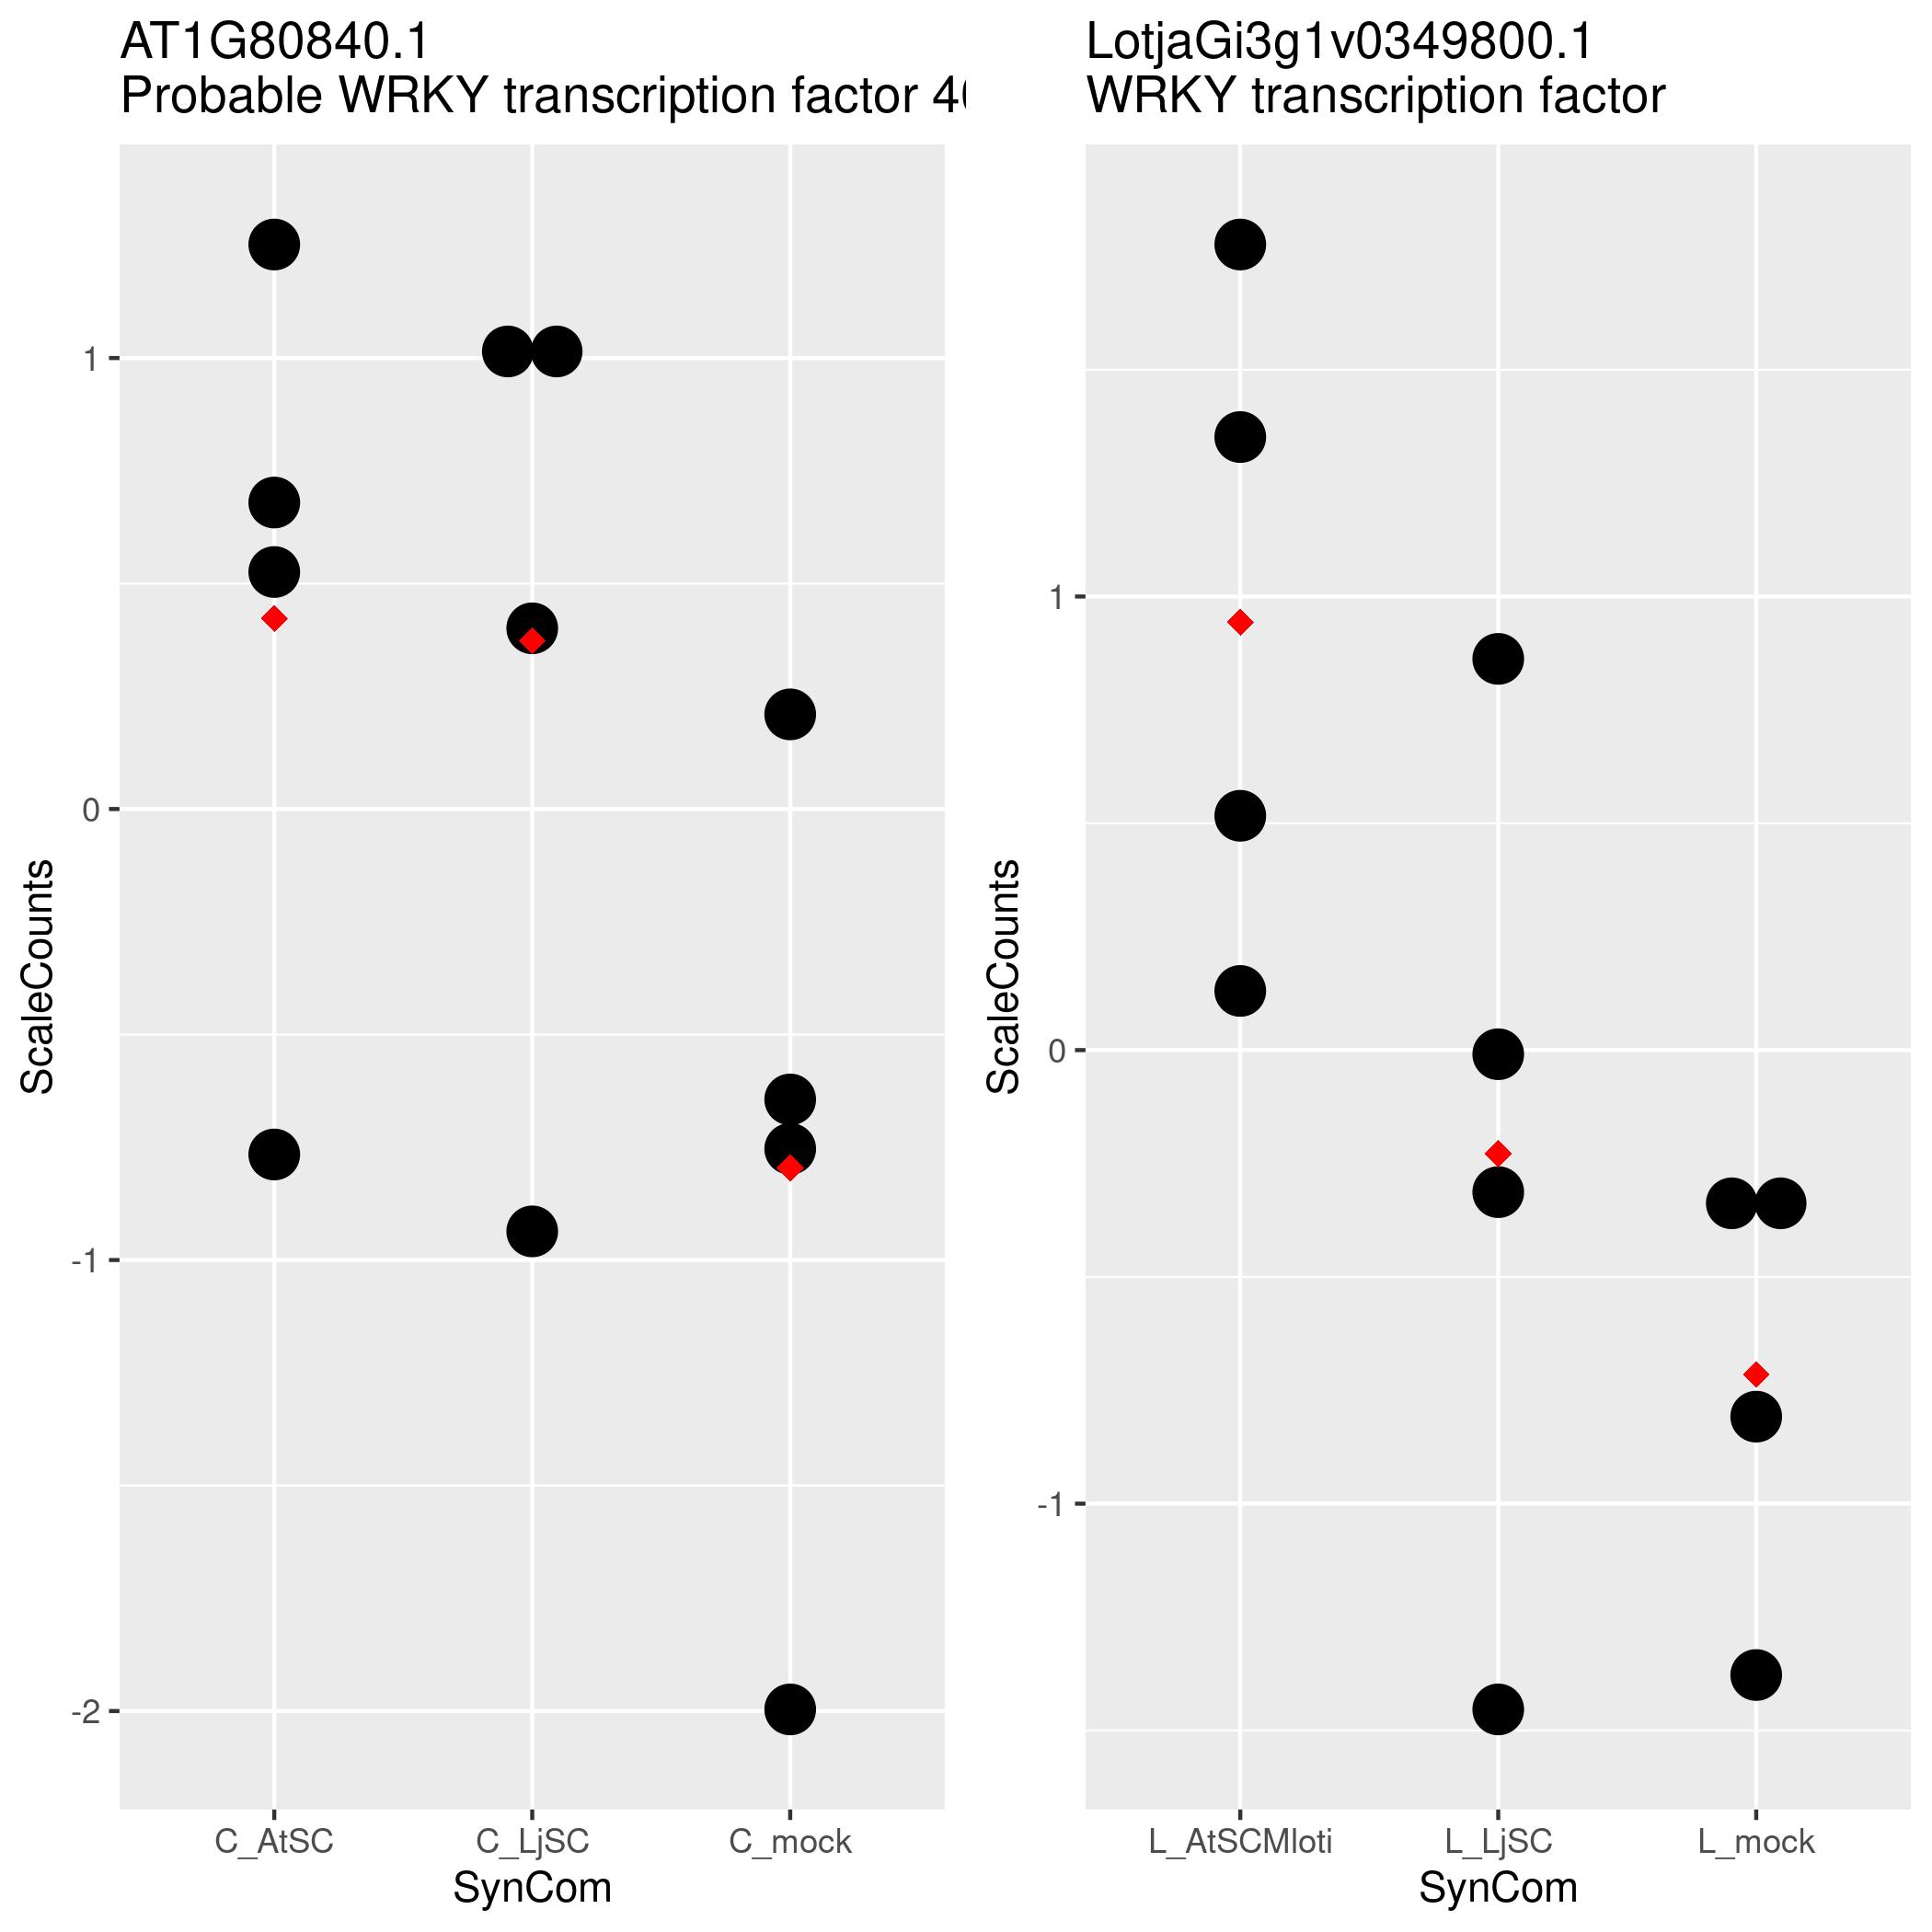 AT1G80840.1
Probable WRKY transcription factor
ScaleCounts
1
0
-1
-2
C_AtSC C_LjSC C_mock
SynCom
LotjaGi3g1v0349800.1
WRKY transcription factor
ScaleCounts
1
0
-1
L_AtSCMloti L_LjSC L_mock
SynCom